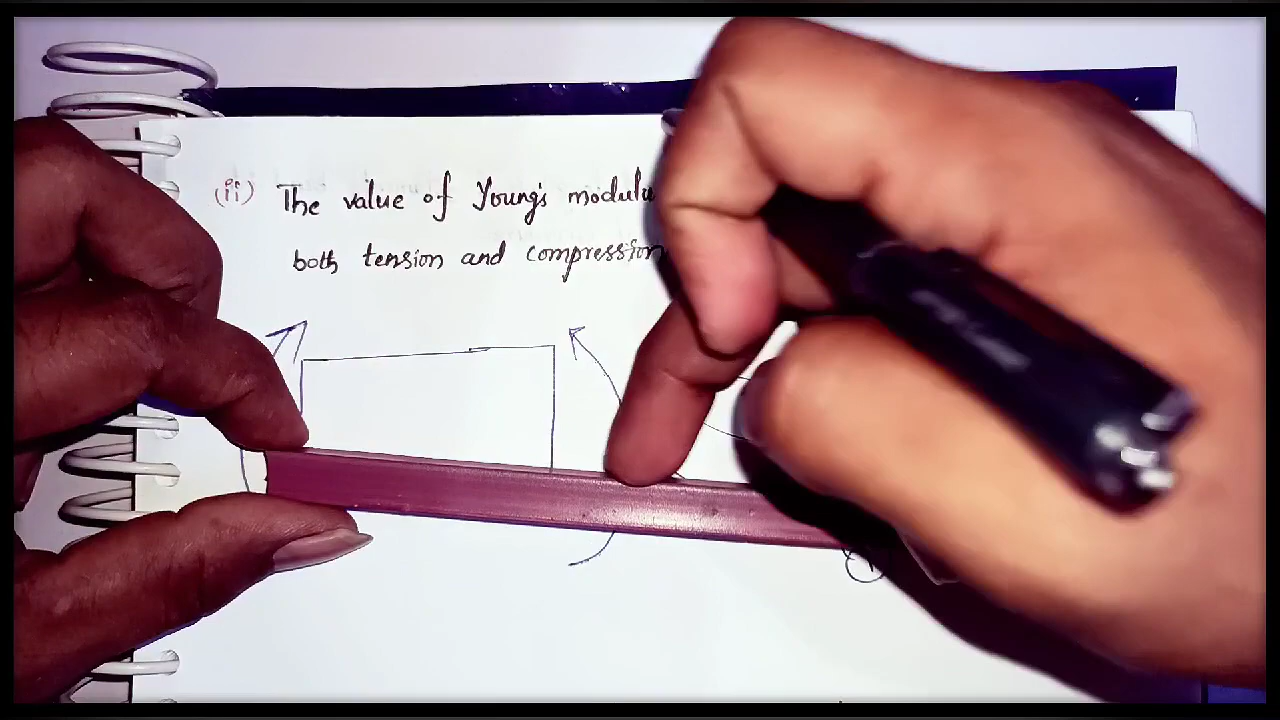 (ii) The value of Young's modulu
both tension and compression